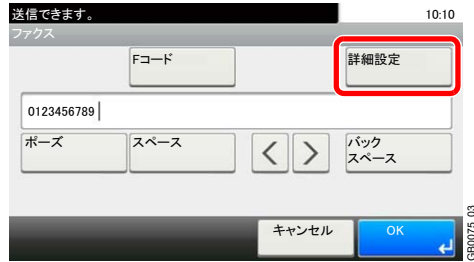 送信できます。 10:10
ファクス
Fコード 詳細設定
0123456789
ポーズ スペース バック
スペース
キャンセル OK
GB0075_03